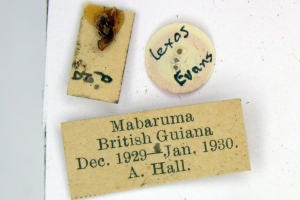 Lexos
Evans
Mabaruma
British Guiana
Dec. 1929–Jan. 1930.
A. Hall.